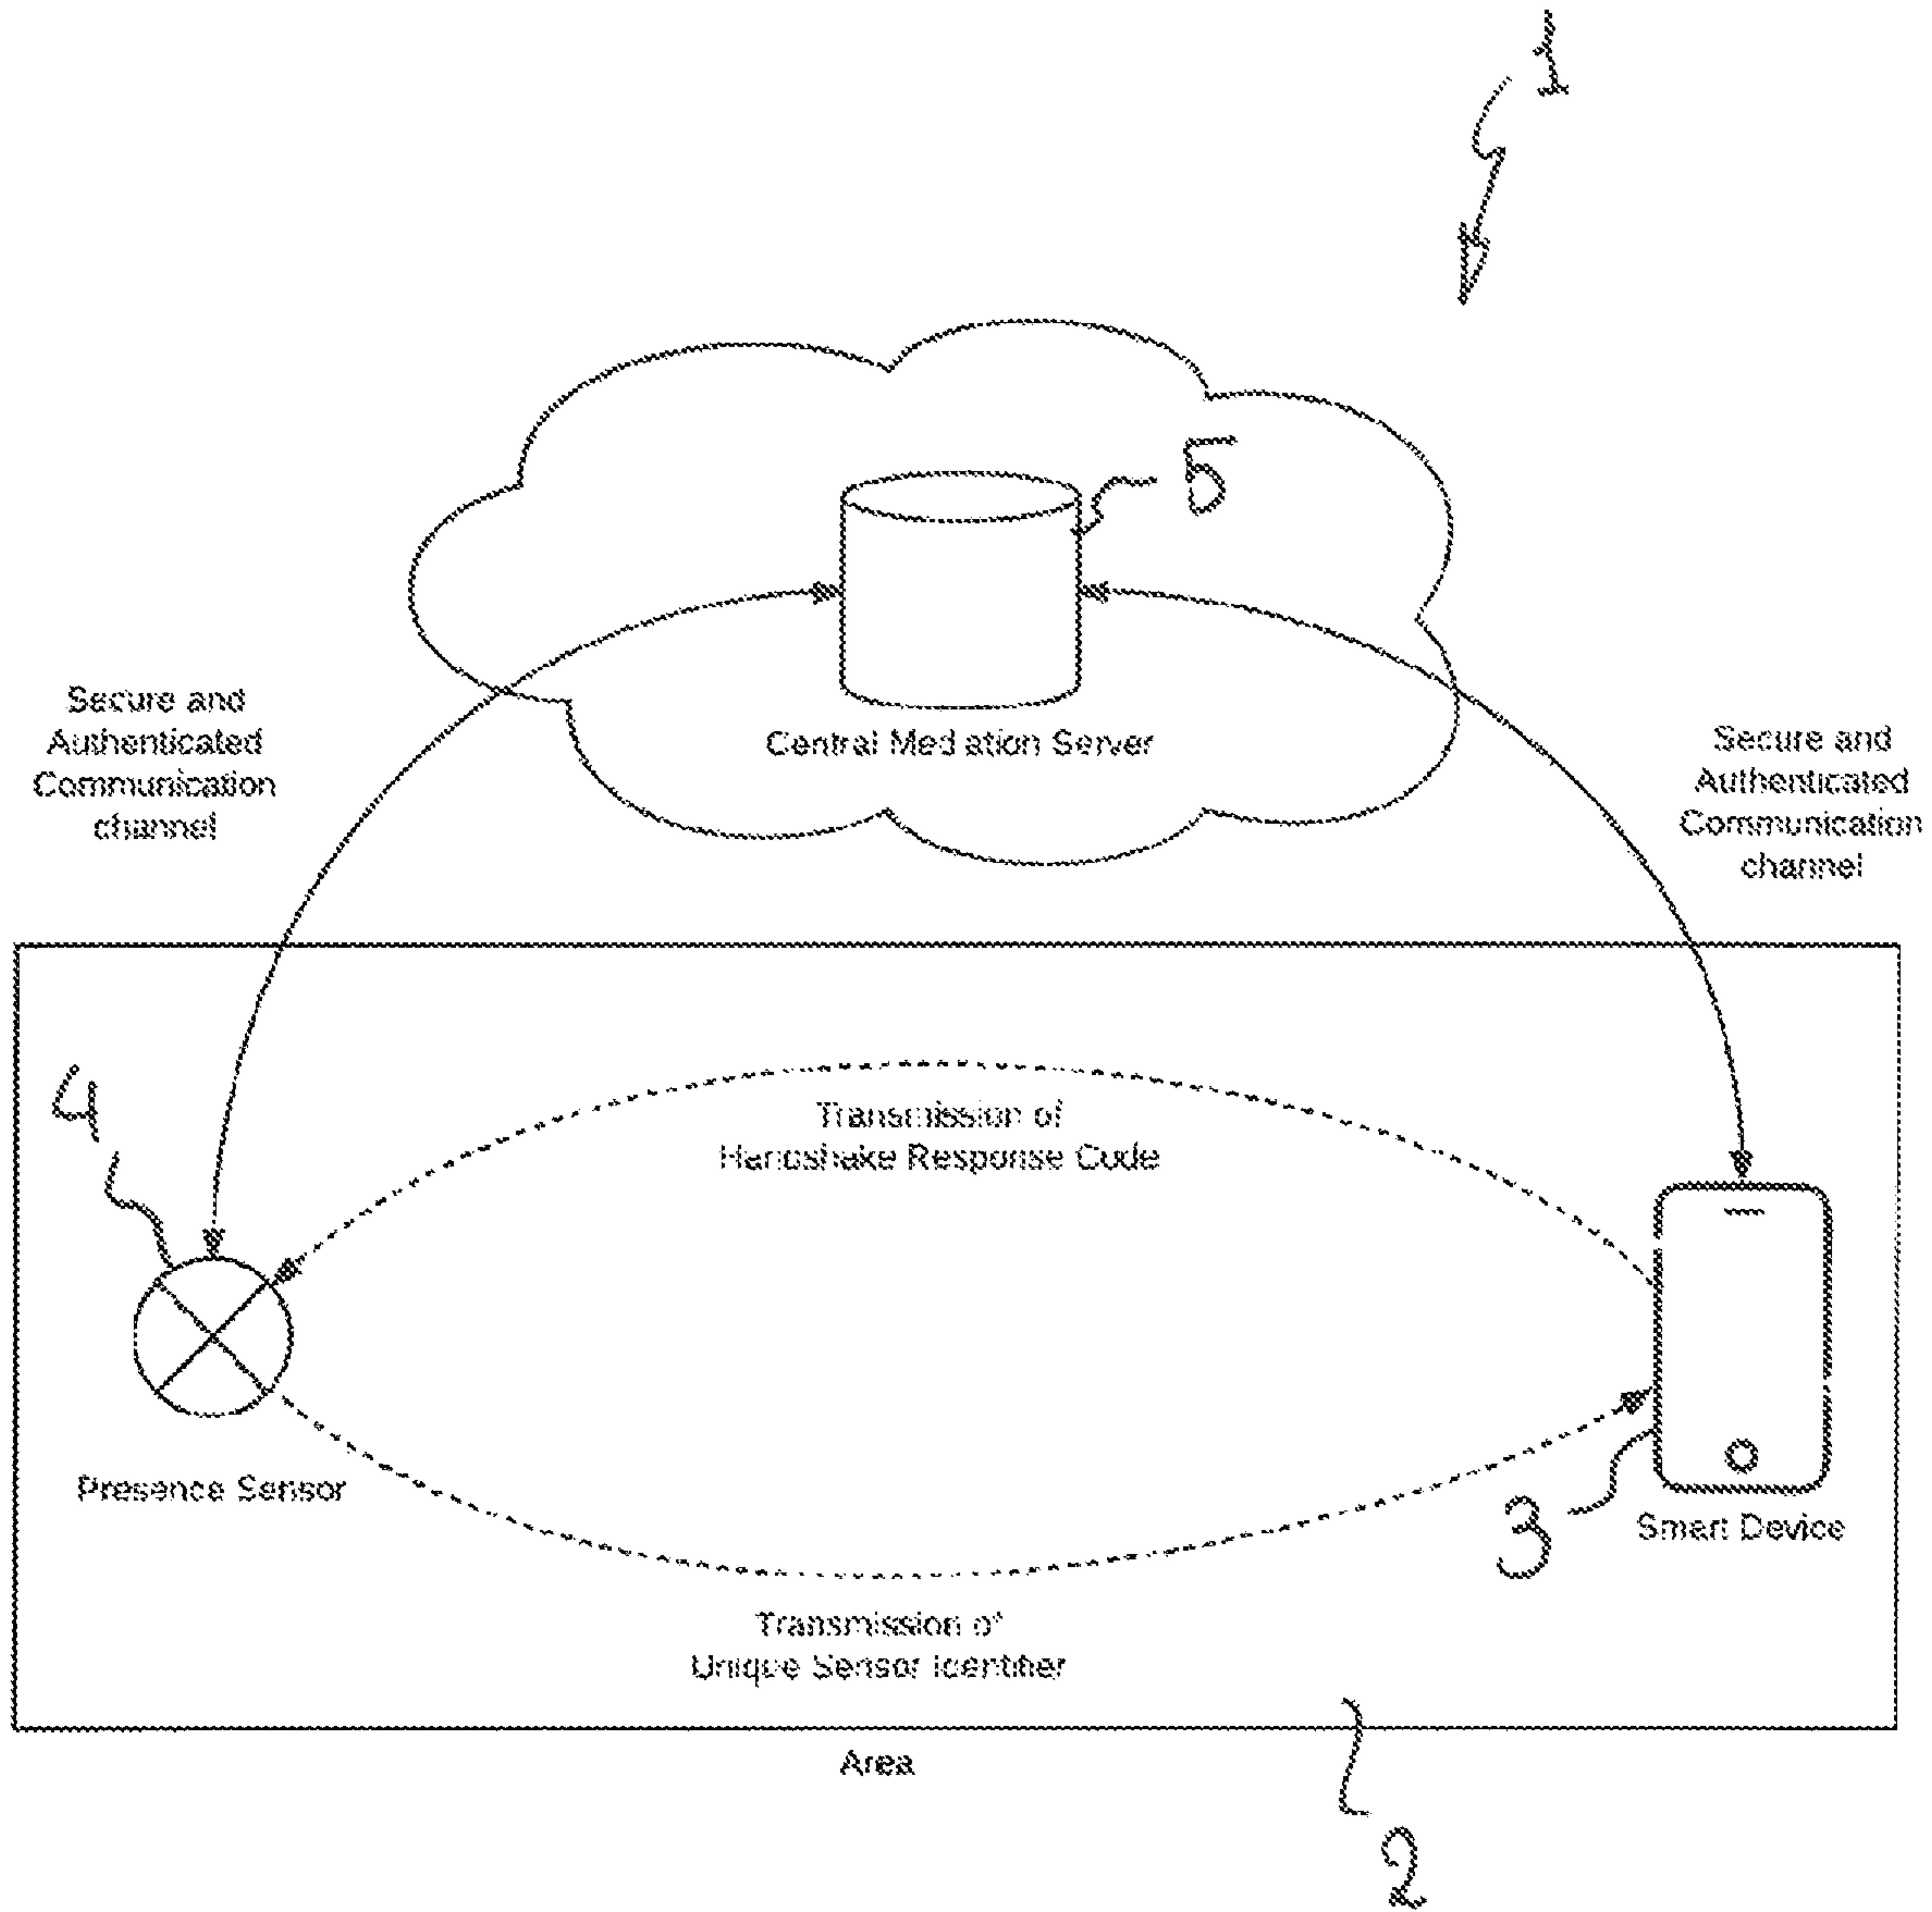 1
5
Central Mediation Server
Secure and
Authenticated
Communication
channel
Secure and
Authenticated
Communication
channel
4
Transmission of
Handshake Response Code
Presence Sensor
3
Smart Device
Transmission of
Unique Sensor Identifier
Area
2